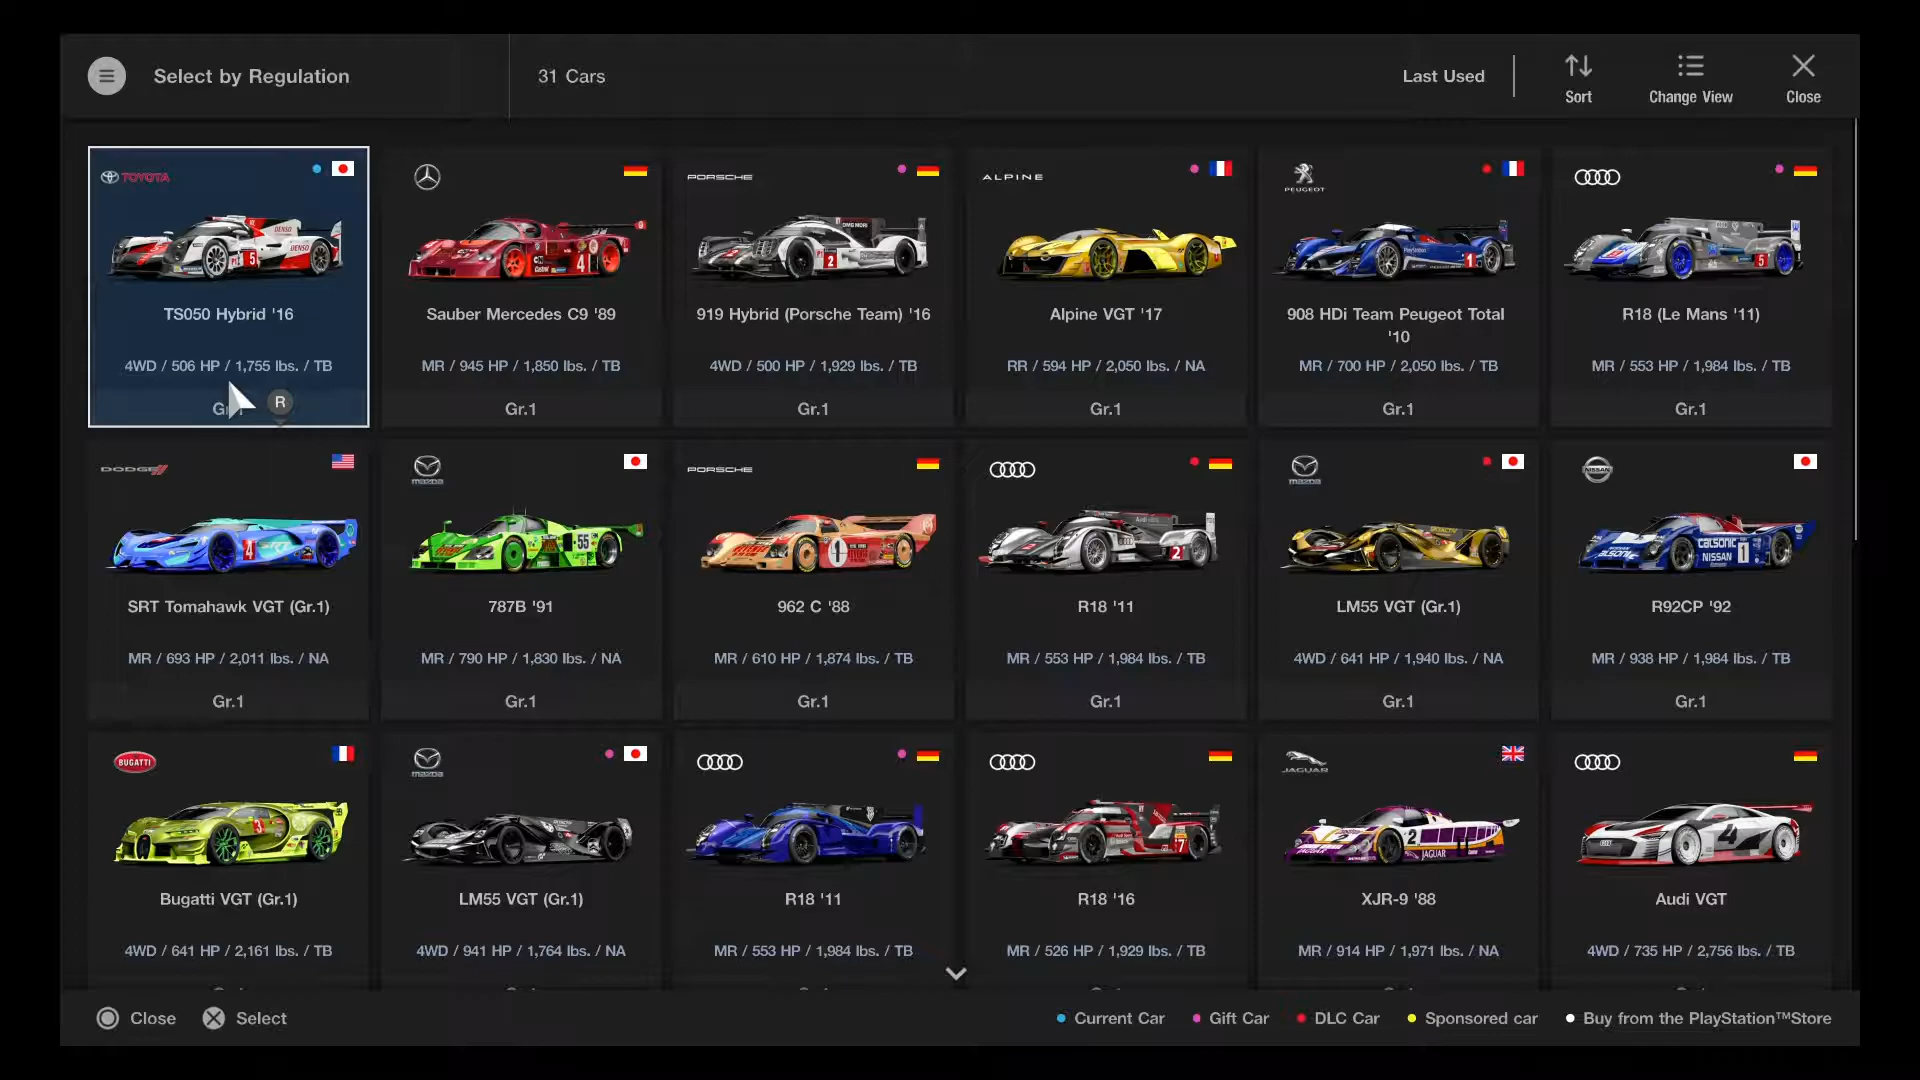 Select by Regulation
31 Cars
Last Used
Sort
Change View
Close
TOYOTA
TS050 Hybrid '16
4WD / 506 HP / 1,755 lbs. / TB
R
Sauber Mercedes C9 '89
MR / 945 HP / 1,850 lbs. / TB
Gr.1
PORSCHE
919 Hybrid (Porsche Team) '16
4WD / 500 HP / 1,929 lbs. / TB
Gr.1
ALPINE
Alpine VGT '17
RR / 594 HP / 2,050 lbs. / NA
Gr.1
PEUGEOT
908 HDi Team Peugeot Total
'10
MR / 700 HP / 2,050 lbs. / TB
Gr.1
R18 (Le Mans '11)
MR / 553 HP / 1,984 lbs. / TB
Gr.1
DODGE
SRT Tomahawk VGT (Gr.1)
MR / 693 HP / 2,011 lbs. / NA
Gr.1
mazda
787B '91
MR / 790 HP / 1,830 lbs. / NA
Gr.1
PORSCHE
962 C '88
MR / 610 HP / 1,874 lbs. / TB
Gr.1
R18 '11
MR / 553 HP / 1,984 lbs. / TB
Gr.1
mazda
LM55 VGT (Gr.1)
4WD / 641 HP / 1,940 lbs. / NA
Gr.1
NISSAN
calsonic
NISSAN
1
R92CP '92
MR / 938 HP / 1,984 lbs. / TB
Gr.1
BUGATTI
Bugatti VGT (Gr.1)
4WD / 641 HP / 2,161 lbs. / TB
mazda
LM55 VGT (Gr.1)
4WD / 941 HP / 1,764 lbs. / NA
R18 '11
MR / 553 HP / 1,984 lbs. / TB
R18 '16
MR / 526 HP / 1,929 lbs. / TB
JAGUAR
2
JAGUAR
XJR-9 '88
MR / 914 HP / 1,971 lbs. / NA
4
Audi VGT
4WD / 735 HP / 2,756 lbs. / TB
Close
Select
Current Car
Gift Car
DLC Car
Sponsored car
Buy from the PlayStation™Store